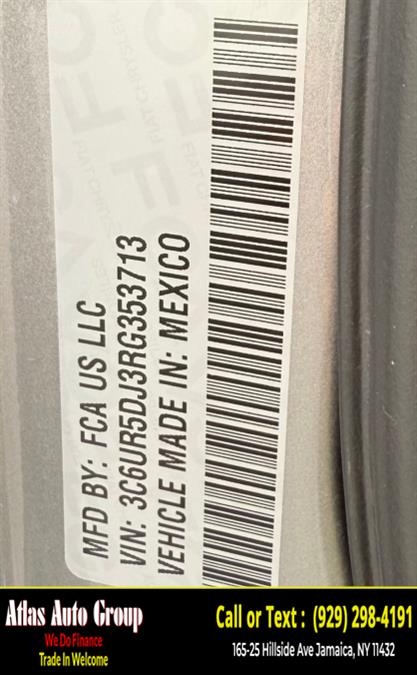 MFD BY: FCA US LLC
VIN: 3C6UR5DJ3RG353713
VEHICLE MADE IN: MEXICO
Atlas Auto Group
We Do Finance
Trade In Welcome
Call or Text : (929) 298-4191
165-25 Hillside Ave Jamaica, NY 11432